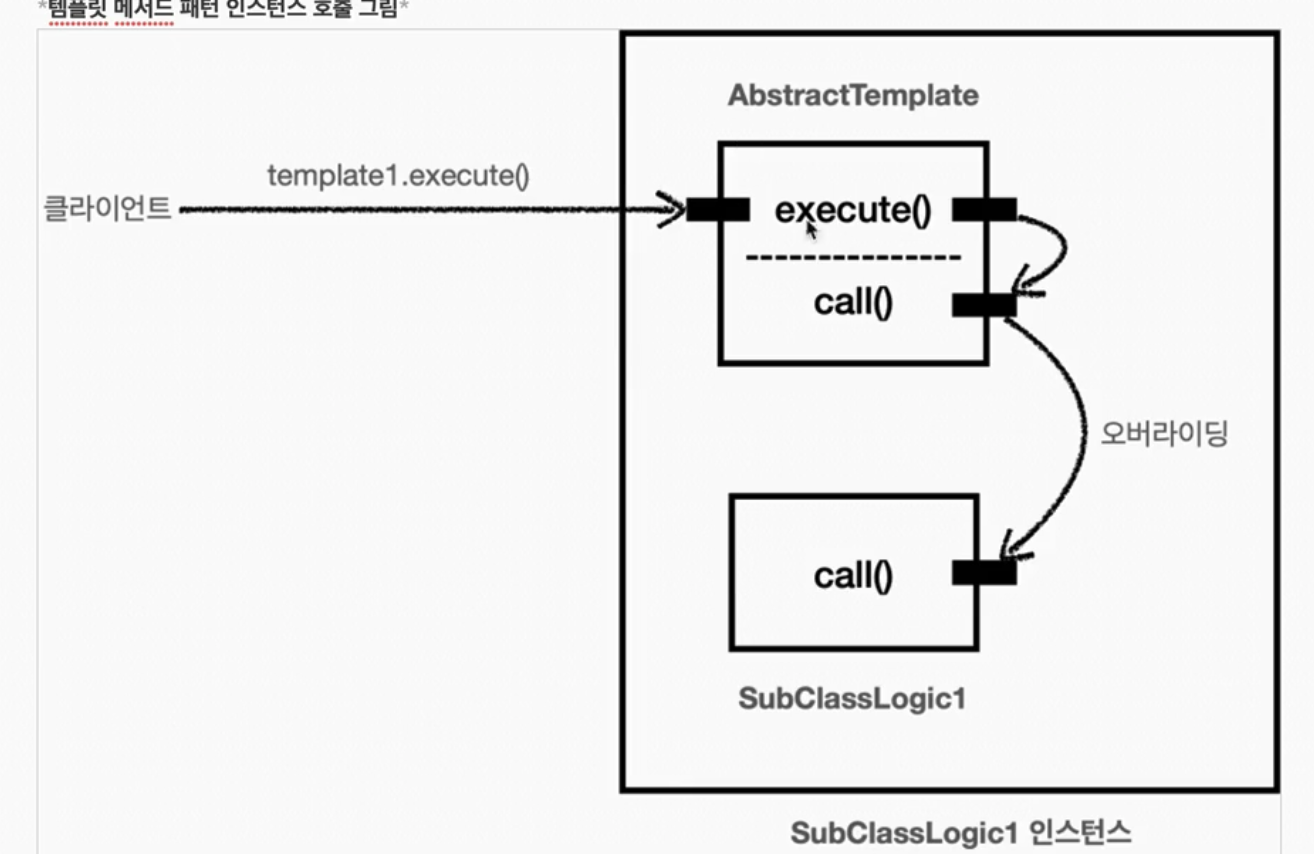 *템플릿 메서드 패턴 인스턴스 호출 그림*
AbstractTemplate
template1.execute()
클라이언트
execute()
call()
오버라이딩
call()
SubClassLogic1
SubClassLogic1 인스턴스